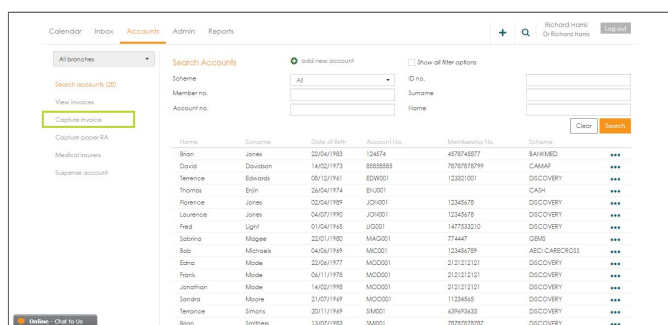 Calendar Inbox Accounts Admin Reports
+ Richard Harris
Dr Richard Harris
Log out
All branches
Search accounts (20)
View invoices
Capture invoice
Capture paper RA
Medical insurers
Suspense account
Search Accounts add new account Show all filter options
Scheme All ID no.
Member no. Surname
Account no. Name
Clear Search
Name Surname Date of Birth Account No. Membership No. Scheme
Brian Jones 22/04/1983 124574 4578745877 BANKMED
David Davidson 14/02/1973 85858585 78787878799 CAMAF
Terrence Edwards 08/12/1961 EDW001 123321001 DISCOVERY
Thomas Enjin 26/04/1974 ENJ001 CASH
Florence Jones 02/04/1989 JON001 12345678 DISCOVERY
Laurence Jones 04/07/1990 JON001 12345678 DISCOVERY
Fred Light 01/04/1965 LIG001 1477533210 DISCOVERY
Sabrina Magee 22/01/1980 MAG001 774447 GEMS
Bob Michaels 04/06/1969 MIC001 123456789 AECI CARECROSS
Edna Mode 22/06/1977 MOD001 2121212121 DISCOVERY
Frank Mode 06/11/1978 MOD001 2121212121 DISCOVERY
Jonathan Mode 14/02/1998 MOD001 2121212121 DISCOVERY
Sandra Moore 21/07/1969 MOO001 11234565 DISCOVERY
Terrence Simons 20/11/1969 SIM001 639693633 DISCOVERY
Brian Smithers 13/07/1983 SMI001 78787878787 DISCOVERY
Online - Chat to Us